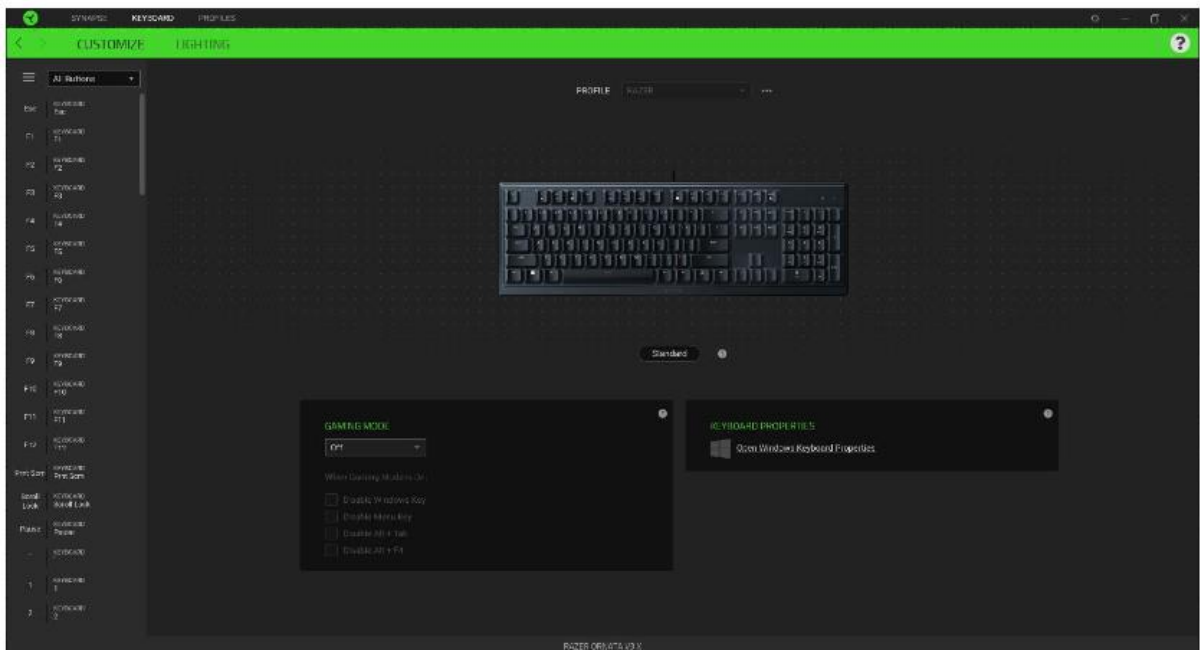 SYNAPSE KEYBOARD PROFILES
CUSTOMIZE LIGHTING
?
All Buttons
PROFILE RAZER
Esc KEYBOARD
Esc
F1 KEYBOARD
F1
F2 KEYBOARD
F2
F3 KEYBOARD
F3
F4 KEYBOARD
F4
F5 KEYBOARD
F5
F6 KEYBOARD
F6
F7 KEYBOARD
F7
F8 KEYBOARD
F8
F9 KEYBOARD
F9
F10 KEYBOARD
F10
F11 KEYBOARD
F11
F12 KEYBOARD
F12
Prnt Scrn KEYBOARD
Prnt Scrn
Scroll Lock KEYBOARD
Scroll Lock
Pause KEYBOARD
Pause
KEYBOARD
1 KEYBOARD
1
2 KEYBOARD
2
Standard
GAMING MODE
Off
When Gaming Mode is On
Disable Windows Key
Disable Menu Key
Disable Alt + Tab
Disable Alt + F4
KEYBOARD PROPERTIES
Open Windows Keyboard Properties
RAZER ORNATA V3 X